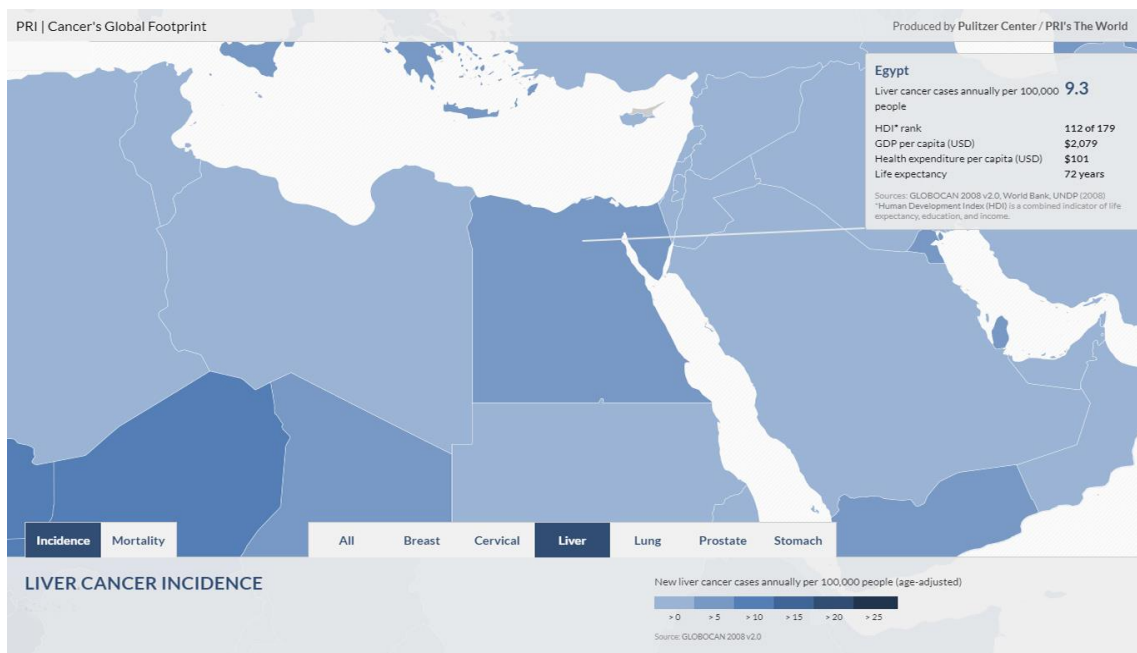 PRI | Cancer's Global Footprint
Produced by Pulitzer Center / PRI's The World
Egypt
Liver cancer cases annually per 100,000 9.3
people
HDI* rank 112 of 179
GDP per capita (USD) $2,079
Health expenditure per capita (USD) $101
Life expectancy 72 years
Sources: GLOBOCAN 2008 v2.0, World Bank, UNDP (2008)
*Human Development Index (HDI) is a combined indicator of life
expectancy, education, and income.
Incidence Mortality All Breast Cervical Liver Lung Prostate Stomach
LIVER CANCER INCIDENCE
New liver cancer cases annually per 100,000 people (age-adjusted)
> 0 > 5 > 10 > 15 > 20 > 25
Source: GLOBOCAN 2008 v2.0